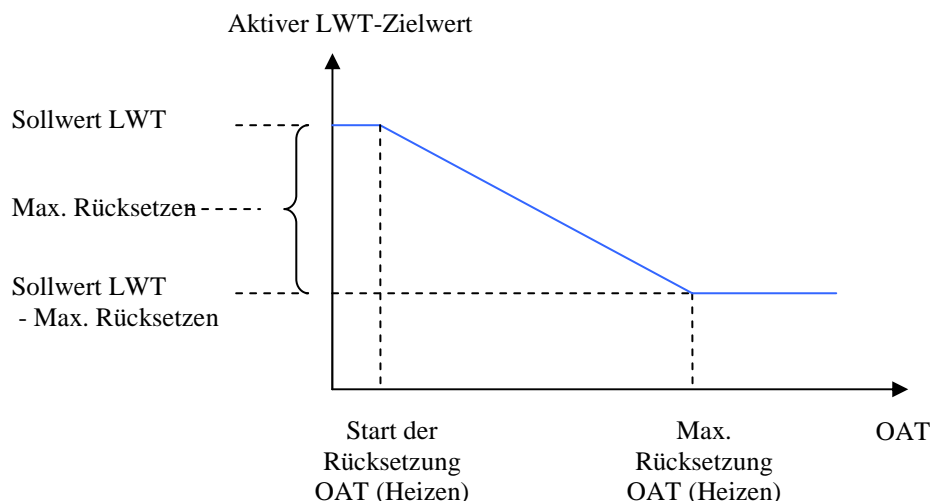 Aktiver LWT-Zielwert
Sollwert LWT
Max. Rücksetzen
Sollwert LWT
- Max. Rücksetzen
Start der
Rücksetzung
OAT (Heizen)
Max.
Rücksetzung
OAT (Heizen)
OAT